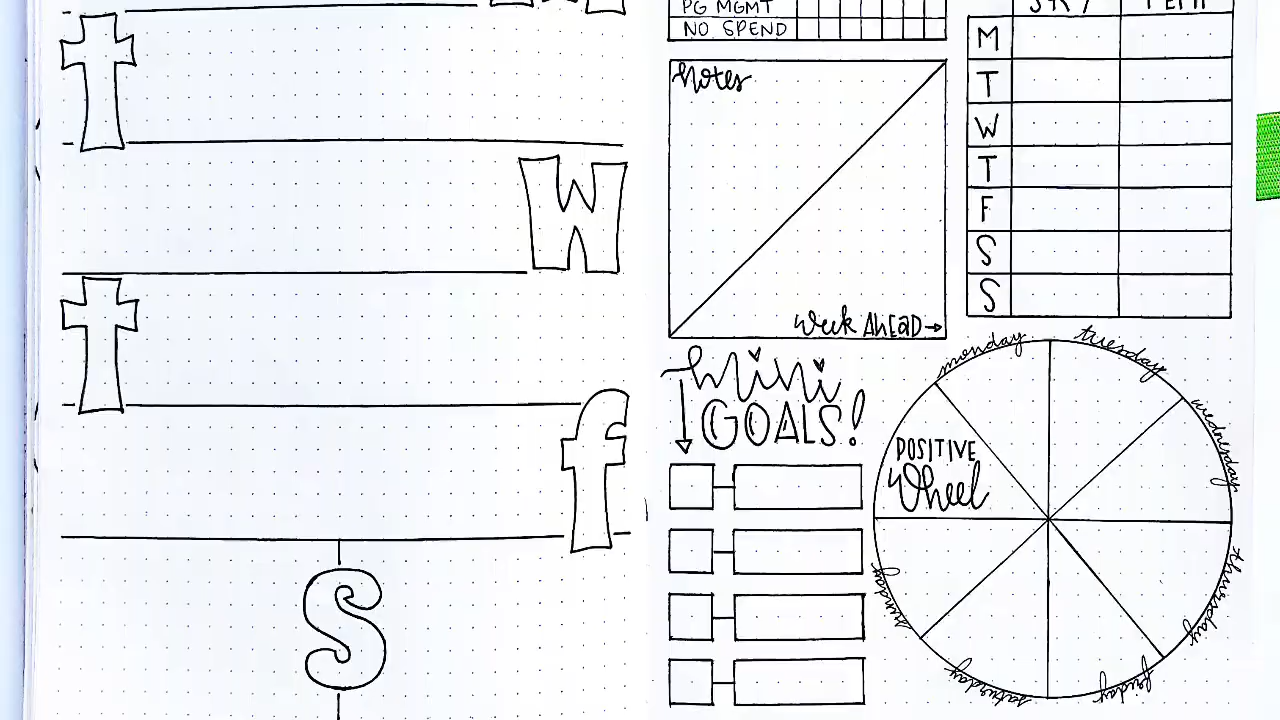 t
W
t
f
S
PG MGMT
NO SPEND
notes
week AHEAD →
M
T
W
T
F
S
S
mini
GOALS!
POSITIVE
wheel
monday
tuesday
wednesday
thursday
friday
saturday
sunday